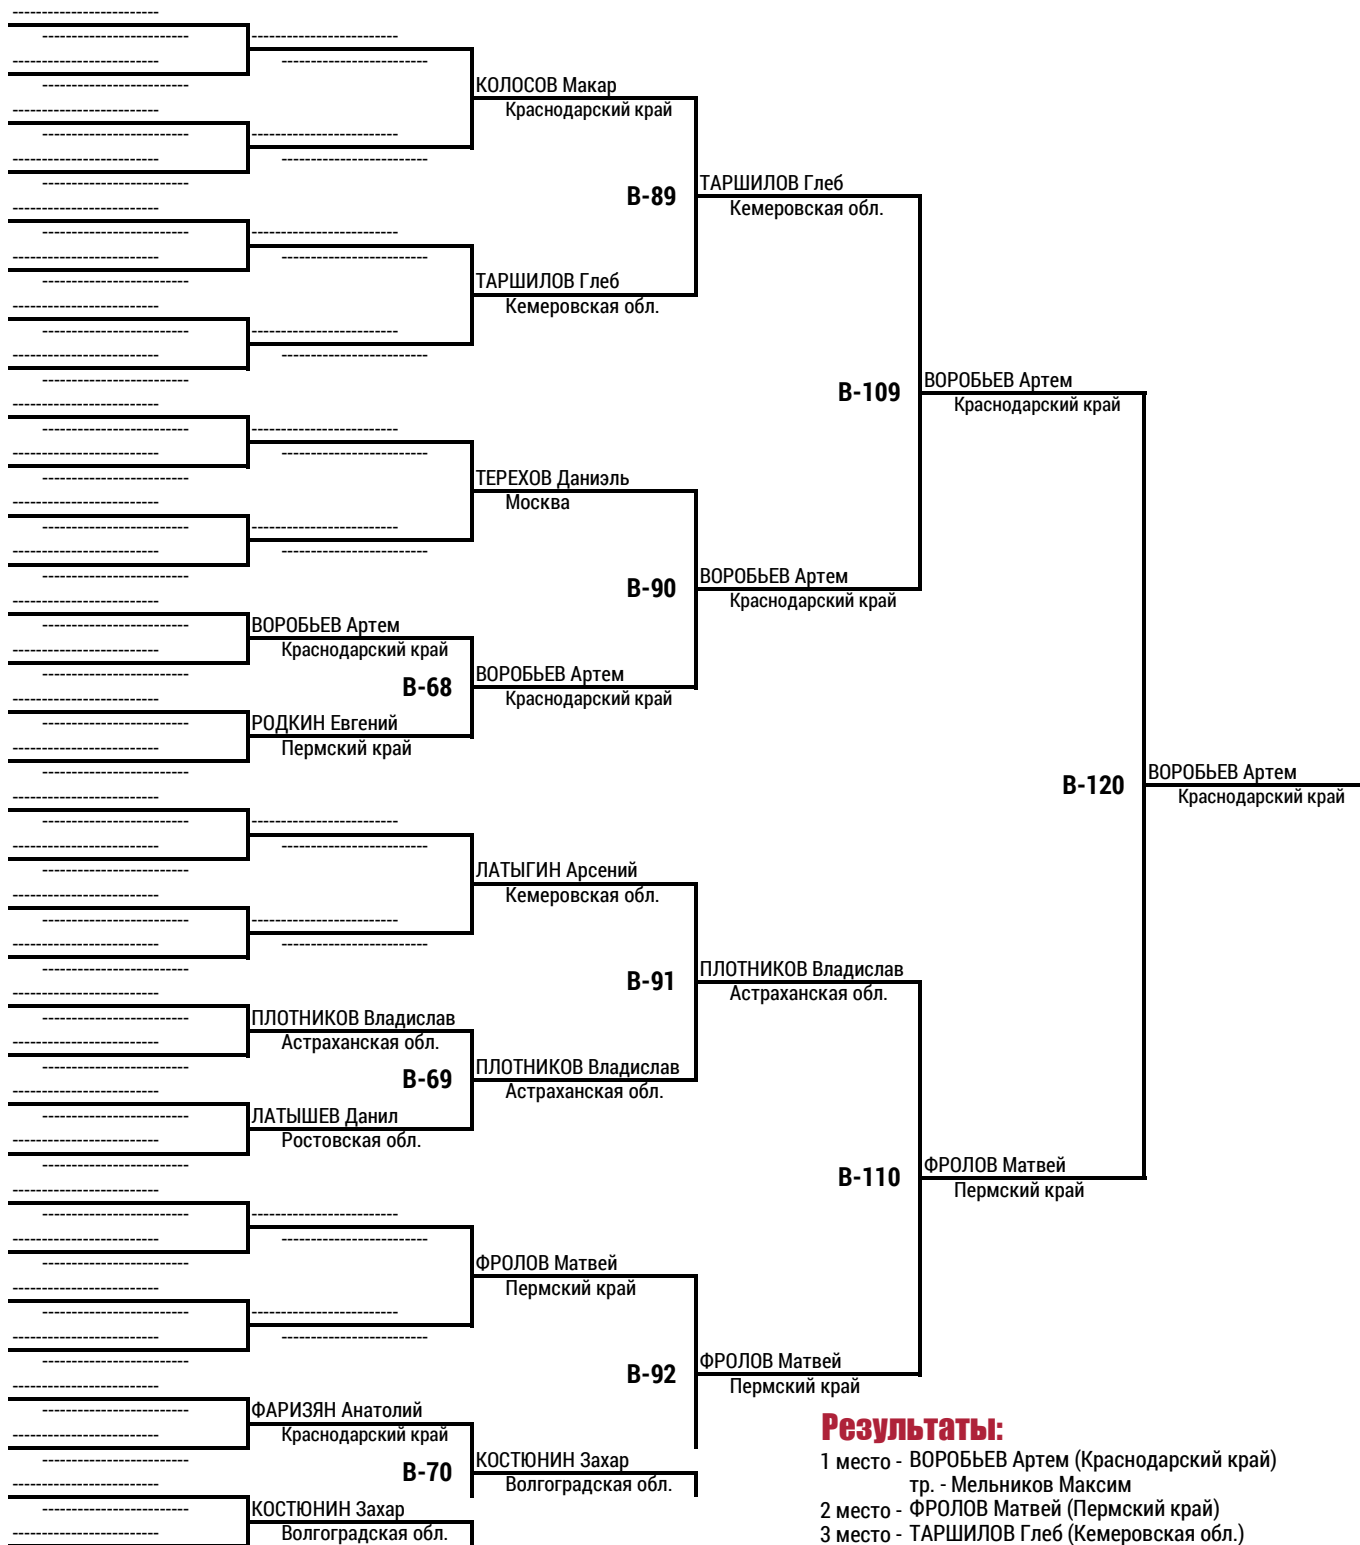 КОЛОСОВ Макар
Краснодарский край
B-89
ТАРШИЛОВ Глеб
Кемеровская обл.
ТАРШИЛОВ Глеб
Кемеровская обл.
B-109
ВОРОБЬЕВ Артем
Краснодарский край
ТЕРЕХОВ Даниэль
Москва
B-90
ВОРОБЬЕВ Артем
Краснодарский край
ВОРОБЬЕВ Артем
Краснодарский край
B-68
ВОРОБЬЕВ Артем
Краснодарский край
РОДКИН Евгений
Пермский край
B-120
ВОРОБЬЕВ Артем
Краснодарский край
ЛАТЫГИН Арсений
Кемеровская обл.
B-91
ПЛОТНИКОВ Владислав
Астраханская обл.
ПЛОТНИКОВ Владислав
Астраханская обл.
B-69
ПЛОТНИКОВ Владислав
Астраханская обл.
ЛАТЫШЕВ Данил
Ростовская обл.
B-110
ФРОЛОВ Матвей
Пермский край
ФРОЛОВ Матвей
Пермский край
B-92
ФРОЛОВ Матвей
Пермский край
ФАРИЗЯН Анатолий
Краснодарский край
B-70
КОСТЮНИН Захар
Волгоградская обл.
КОСТЮНИН Захар
Волгоградская обл.
Результаты:
1 место - ВОРОБЬЕВ Артем (Краснодарский край)
тр. - Мельников Максим
2 место - ФРОЛОВ Матвей (Пермский край)
3 место - ТАРШИЛОВ Глеб (Кемеровская обл.)